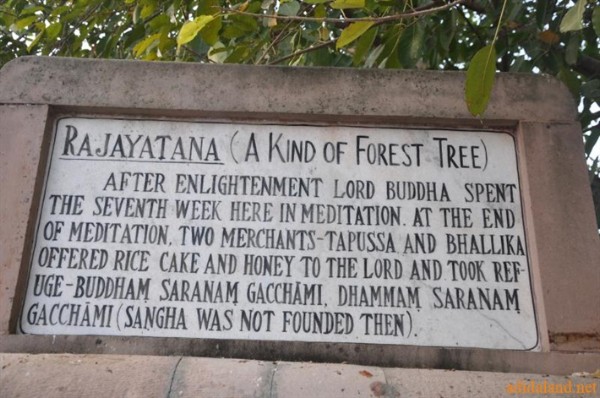 RAJAYATANA (A KIND OF FOREST TREE)
AFTER ENLIGHTENMENT LORD BUDDHA SPENT
THE SEVENTH WEEK HERE IN MEDITATION. AT THE END
OF MEDITATION, TWO MERCHANTS-TAPUSSA AND BHALLIKA
OFFERED RICE CAKE AND HONEY TO THE LORD AND TOOK REF-
UGE-BUDDHAṂ SARANAṂ GACCHĀMI, DHAMMAṂ SARANAṂ
GACCHĀMI (SAṄGHA WAS NOT FOUNDED THEN).